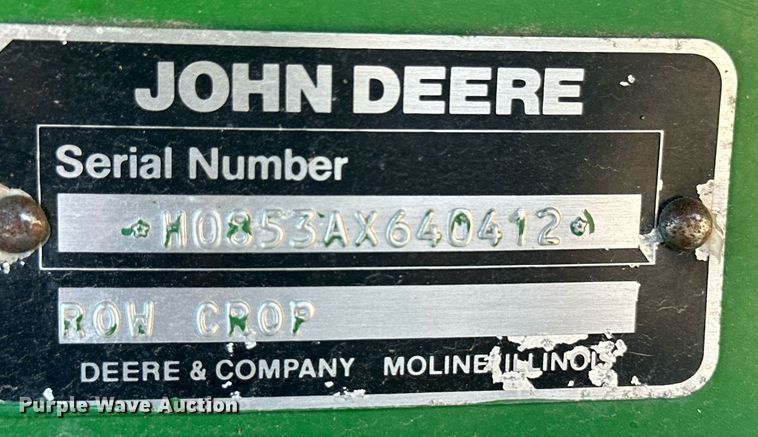 JOHN DEERE
Serial Number
*H0853AX640412*
ROW CROP
DEERE & COMPANY MOLINE, ILLINOIS
Purple Wave Auction